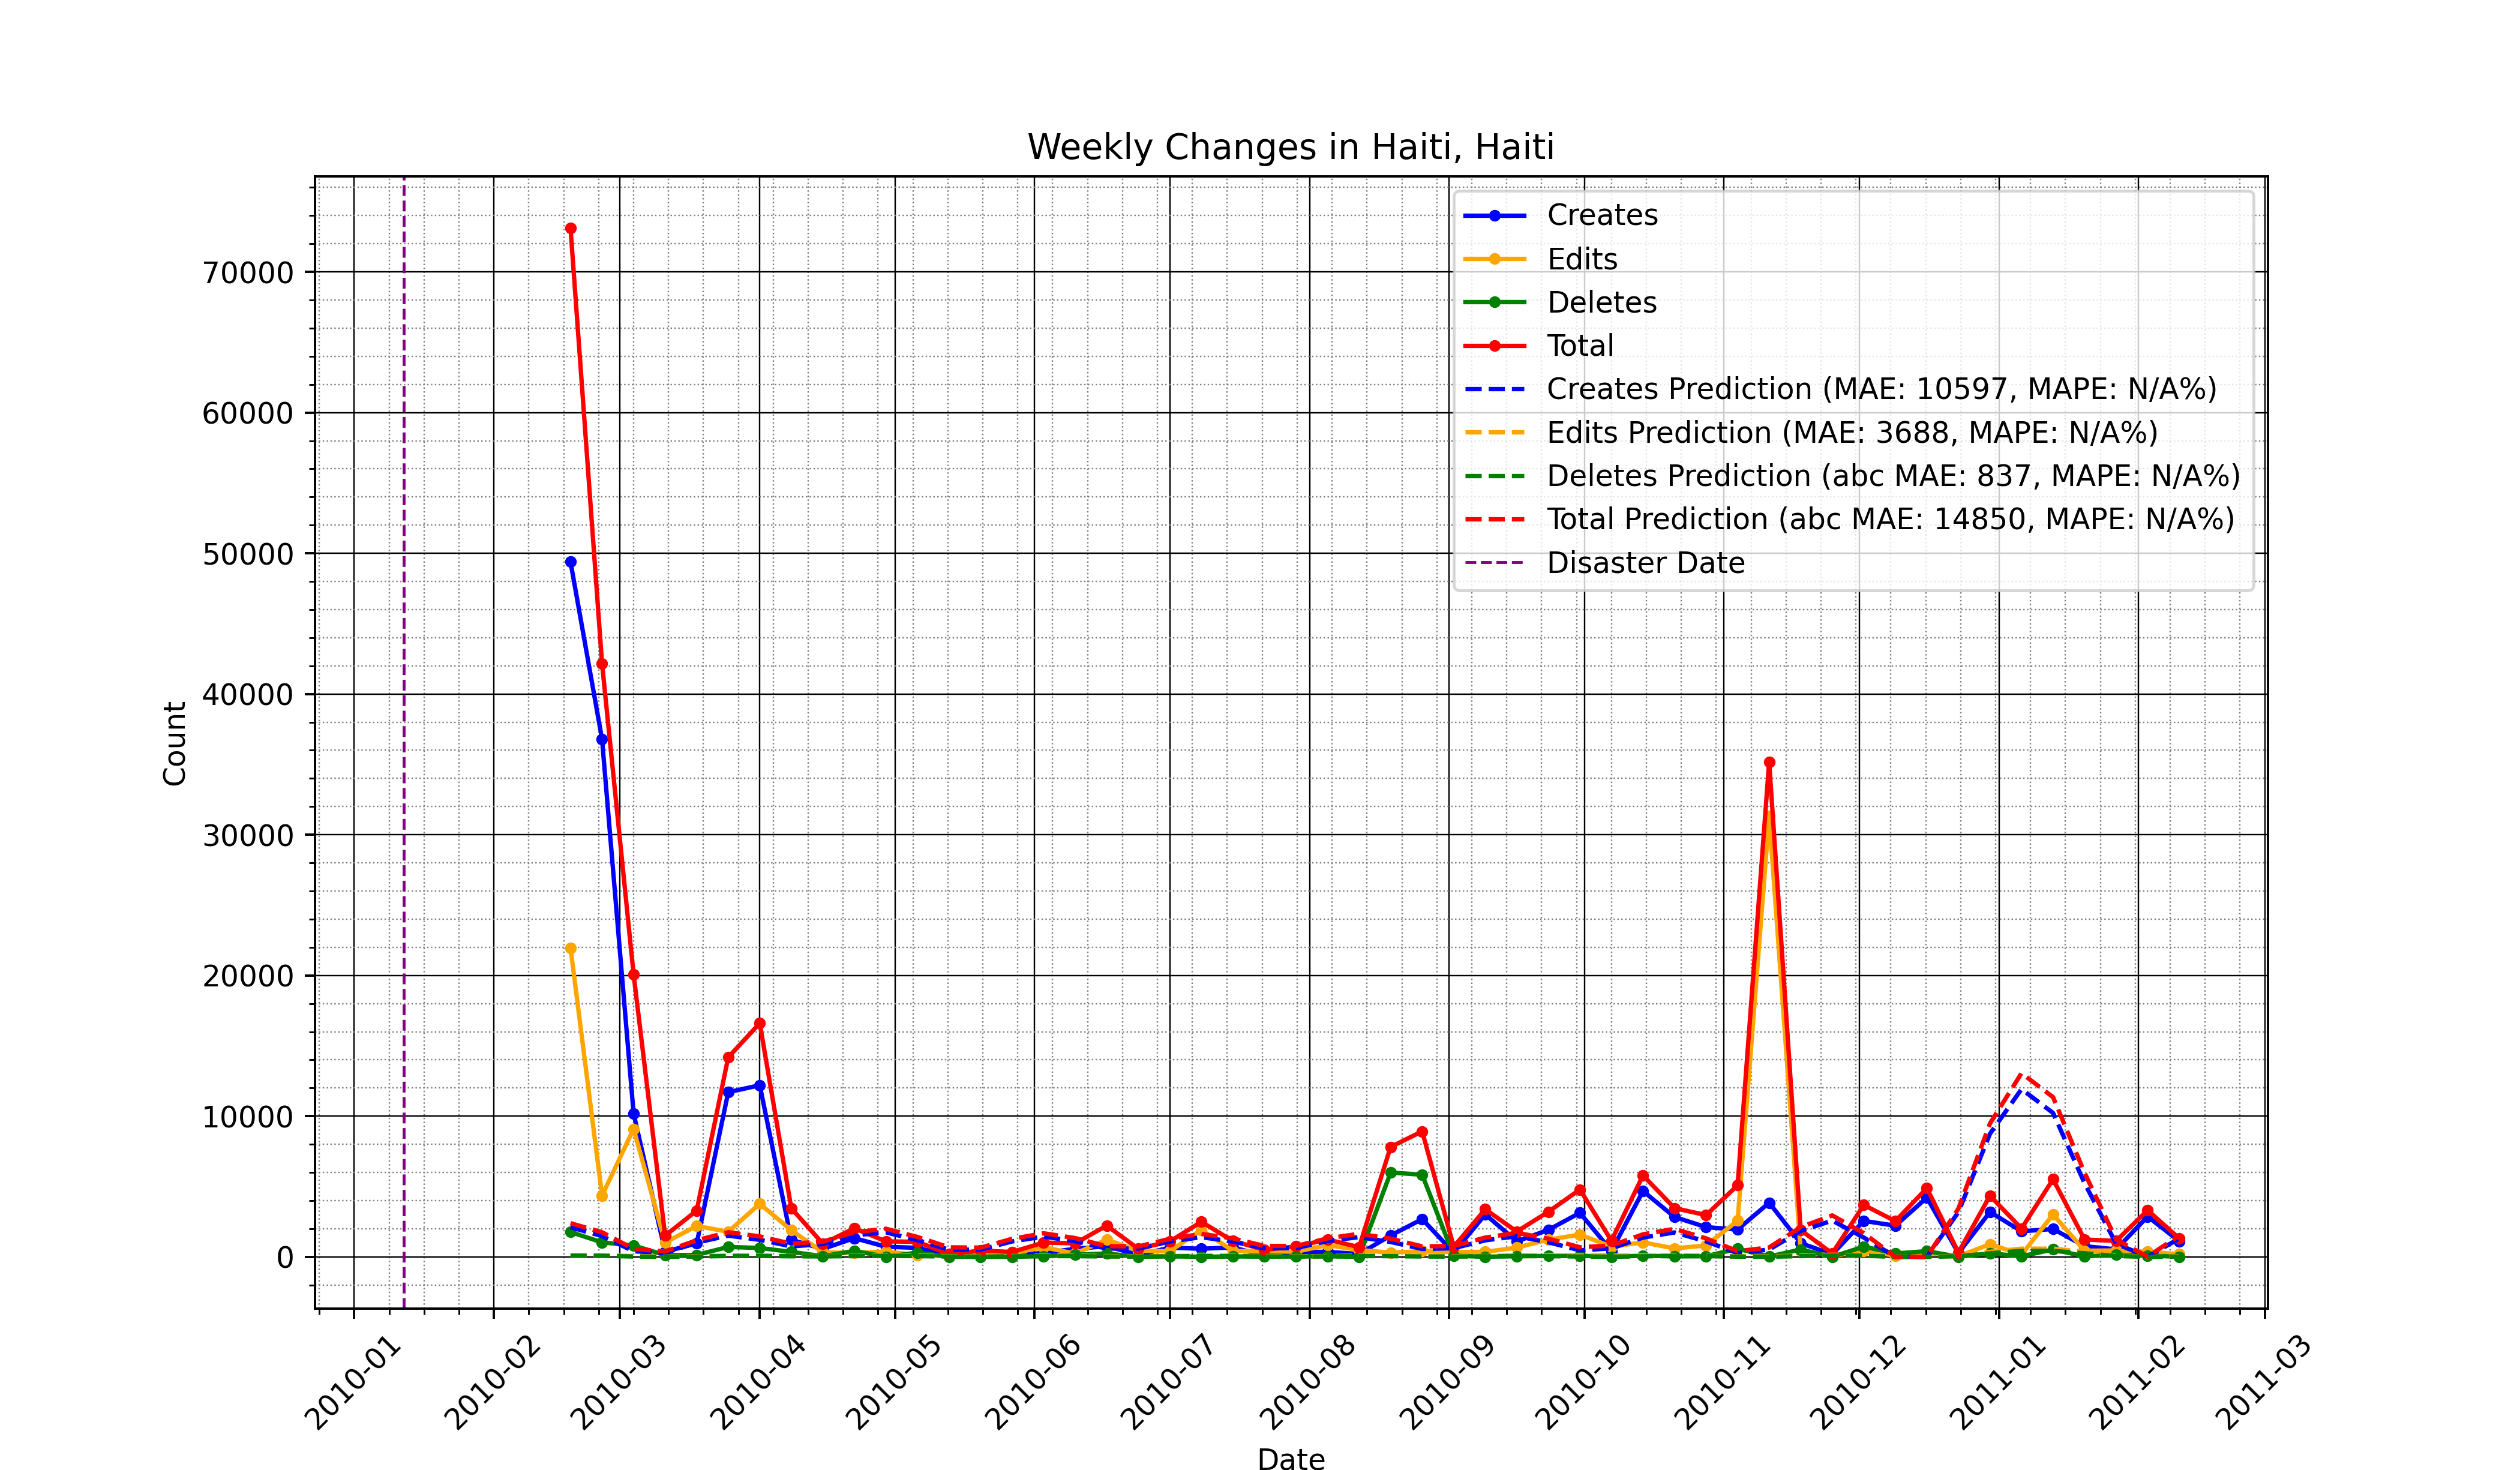 Weekly Changes in Haiti, Haiti
Creates
Edits
Deletes
Total
Creates Prediction (MAE: 10597, MAPE: N/A%)
Edits Prediction (MAE: 3688, MAPE: N/A%)
Deletes Prediction (abc MAE: 837, MAPE: N/A%)
Total Prediction (abc MAE: 14850, MAPE: N/A%)
Disaster Date
70000
60000
50000
40000
30000
20000
10000
0
Count
2010-01
2010-02
2010-03
2010-04
2010-05
2010-06
2010-07
2010-08
2010-09
2010-10
2010-11
2010-12
2011-01
2011-02
2011-03
Date